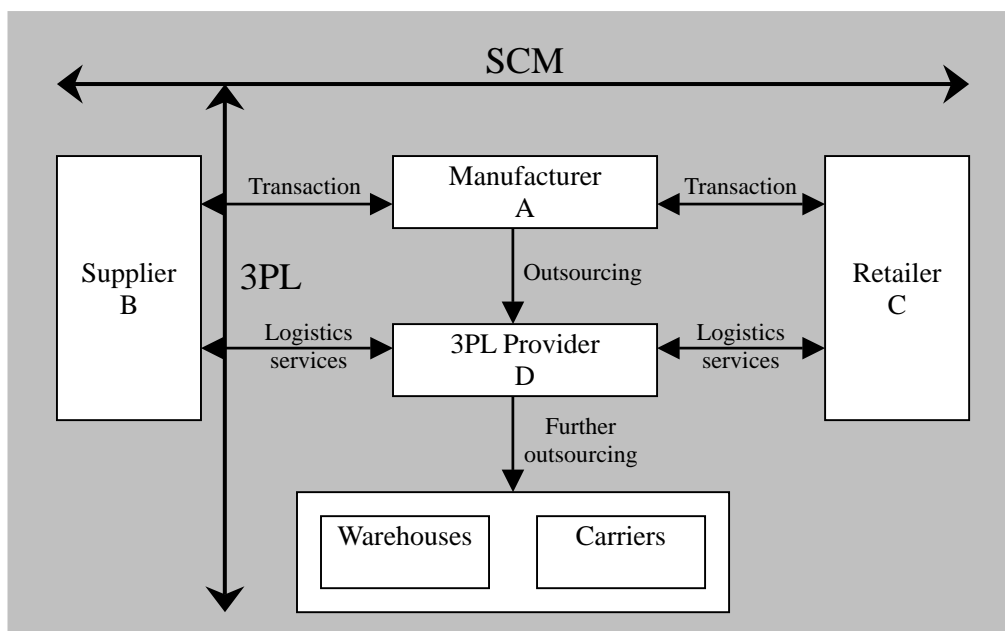 SCM
Transaction
Manufacturer
A
Transaction
Supplier
B
3PL
Outsourcing
Retailer
C
Logistics
services
3PL Provider
D
Logistics
services
Further
outsourcing
Warehouses
Carriers